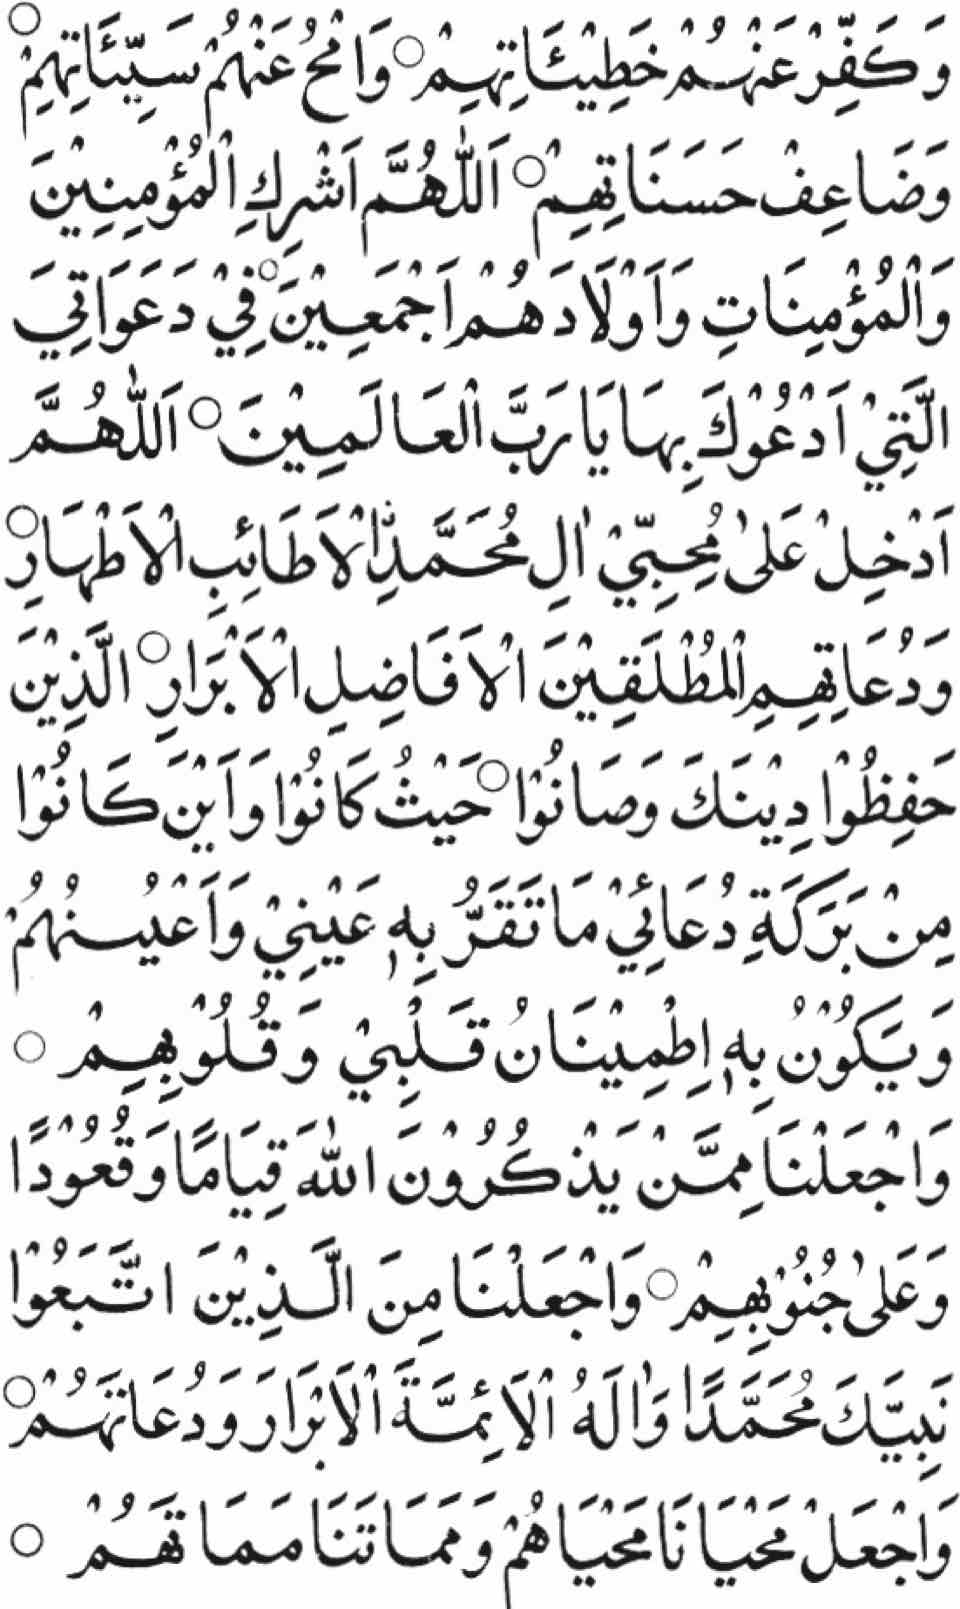 وَكَفِّرْ عَنْهُمْ خَطِيْئَاتِهِمْ ○ وَامْحُ عَنْهُمْ سَيِّئَاتِهِمْ ○
وَضَاعِفْ حَسَنَاتِهِمْ ○ اَللّٰهُمَّ اَشْرِكِ الْمُؤْمِنِيْنَ
وَالْمُؤْمِنَاتِ وَاَوْلَادَهُمْ اَجْمَعِيْنَ ○ فِيْ دَعَوَاتِيَ
الَّتِيْ اَدْعُوْكَ بِهَا يَا رَبَّ الْعَالَمِيْنَ ○ اَللّٰهُمَّ
اَدْخِلْ عَلٰى مُحِبِّيْ اٰلِ مُحَمَّدِنِ الْاَطَائِبِ الْاَطْهَارِ ○
وَدُعَاتِهِمِ الْمُطْلَقِيْنَ الْاَفَاضِلِ الْاَبْرَارِ ○ الَّذِيْنَ
حَفِظُوْا دِيْنَكَ وَصَانُوْا ○ حَيْثُ كَانُوْا وَاَيْنَ كَانُوْا
مِنْ بَرَكَةِ دُعَائِيْ مَا تَقَرُّ بِهٖ عَيْنِيْ وَاَعْيُنُهُمْ
وَيَكُوْنُ بِهٖ اِطْمِيْنَانُ قَلْبِيْ وَقُلُوْبِهِمْ ○
وَاجْعَلْنَا مِمَّنْ يَذْكُرُوْنَ اللّٰهَ قِيَامًا وَقُعُوْدًا
وَعَلٰى جُنُوْبِهِمْ ○ وَاجْعَلْنَا مِنَ الَّذِيْنَ اتَّبَعُوْا
نَبِيَّكَ مُحَمَّدًا وَاٰلَهُ الْاَئِمَّةَ الْاَبْرَارَ وَدُعَاتَهُمْ ○
وَاجْعَلْ مَحْيَانَا مَحْيَاهُمْ وَمَمَاتَنَا مَمَاتَهُمْ ○